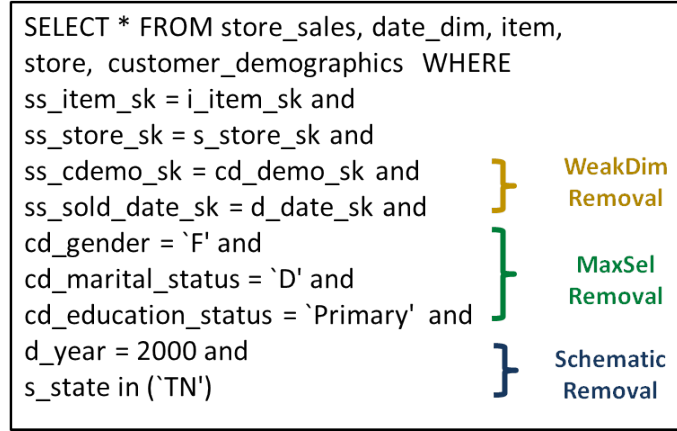 SELECT * FROM store_sales, date_dim, item,
store, customer_demographics WHERE
ss_item_sk = i_item_sk and
ss_store_sk = s_store_sk and
ss_cdemo_sk = cd_demo_sk and
ss_sold_date_sk = d_date_sk and
cd_gender = `F' and
cd_marital_status = `D' and
cd_education_status = `Primary' and
d_year = 2000 and
s_state in (`TN')
WeakDim
Removal
MaxSel
Removal
Schematic
Removal